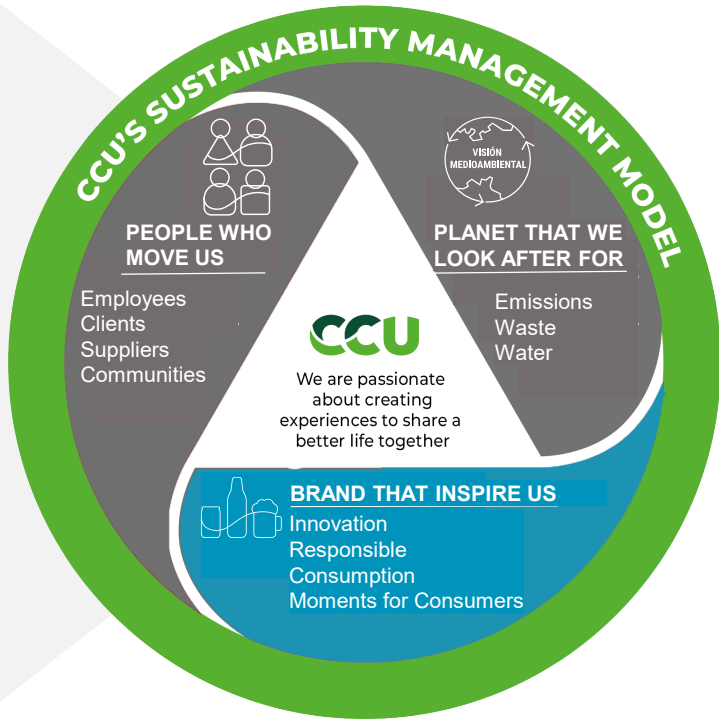 CCU'S SUSTAINABILITY MANAGEMENT MODEL
PEOPLE WHO
MOVE US
Employees
Clients
Suppliers
Communities
VISIÓN
MEDIOAMBIENTAL
PLANET THAT WE
LOOK AFTER FOR
Emissions
Waste
Water
CCU
We are passionate
about creating
experiences to share a
better life together
BRAND THAT INSPIRE US
Innovation
Responsible
Consumption
Moments for Consumers